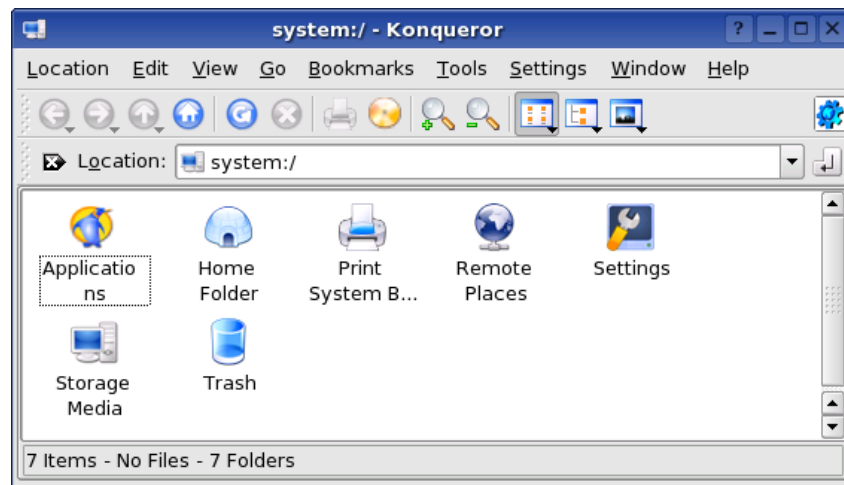 system:/ - Konqueror
Location Edit View Go Bookmarks Tools Settings Window Help
Location: system:/
Applicatio
ns
Home
Folder
Print
System B...
Remote
Places
Settings
Storage
Media
Trash
7 Items - No Files - 7 Folders